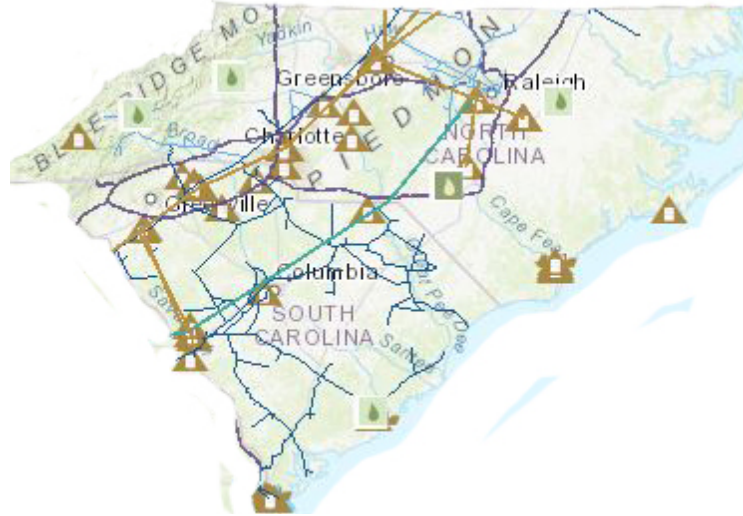 BLUE RIDGE MO
Yadkin
Haw
PIEDMON
Greensboro
Raleigh
Broad
Charlotte
NORTH
CAROLINA
Greenville
Cape Fear
Columbia
SOUTH
CAROLINA
Pee Dee
Santee